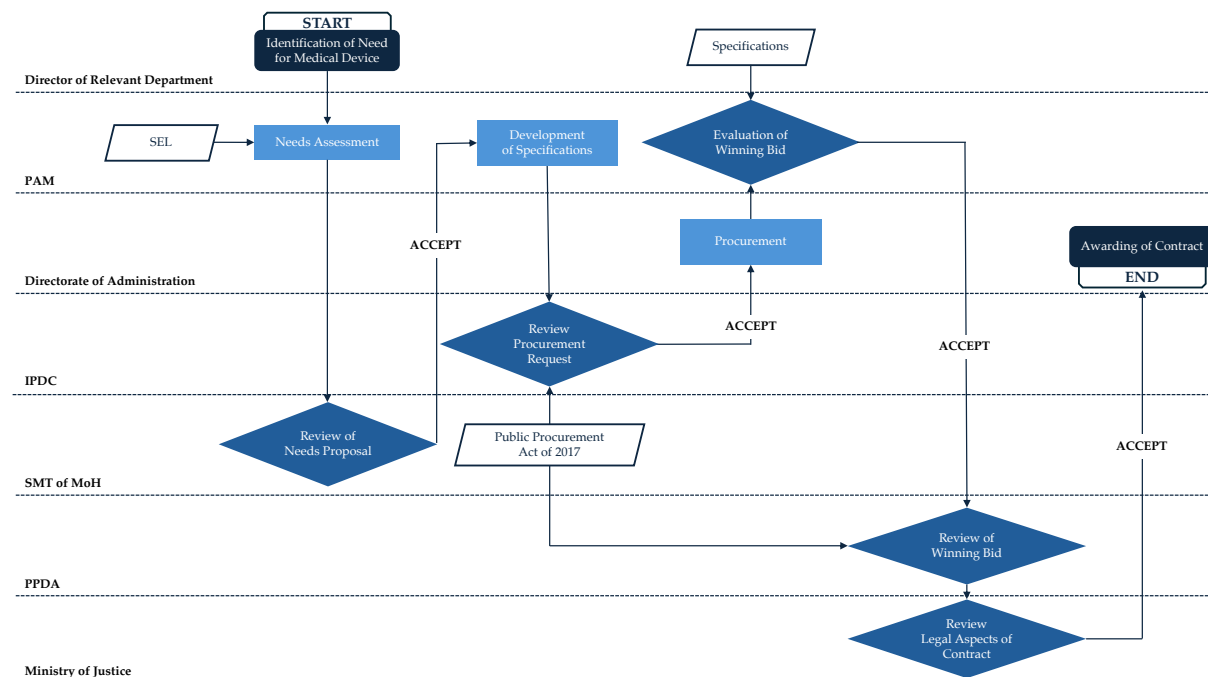 START
Identification of Need
for Medical Device
Specifications
Director of Relevant Department
SEL
Needs Assessment
Development
of Specifications
Evaluation of
Winning Bid
PAM
ACCEPT
Procurement
Awarding of Contract
END
Directorate of Administration
Review
Procurement
Request
ACCEPT
ACCEPT
IPDC
Review of
Needs Proposal
Public Procurement
Act of 2017
ACCEPT
SMT of MoH
Review of
Winning Bid
PPDA
Review
Legal Aspects of
Contract
Ministry of Justice